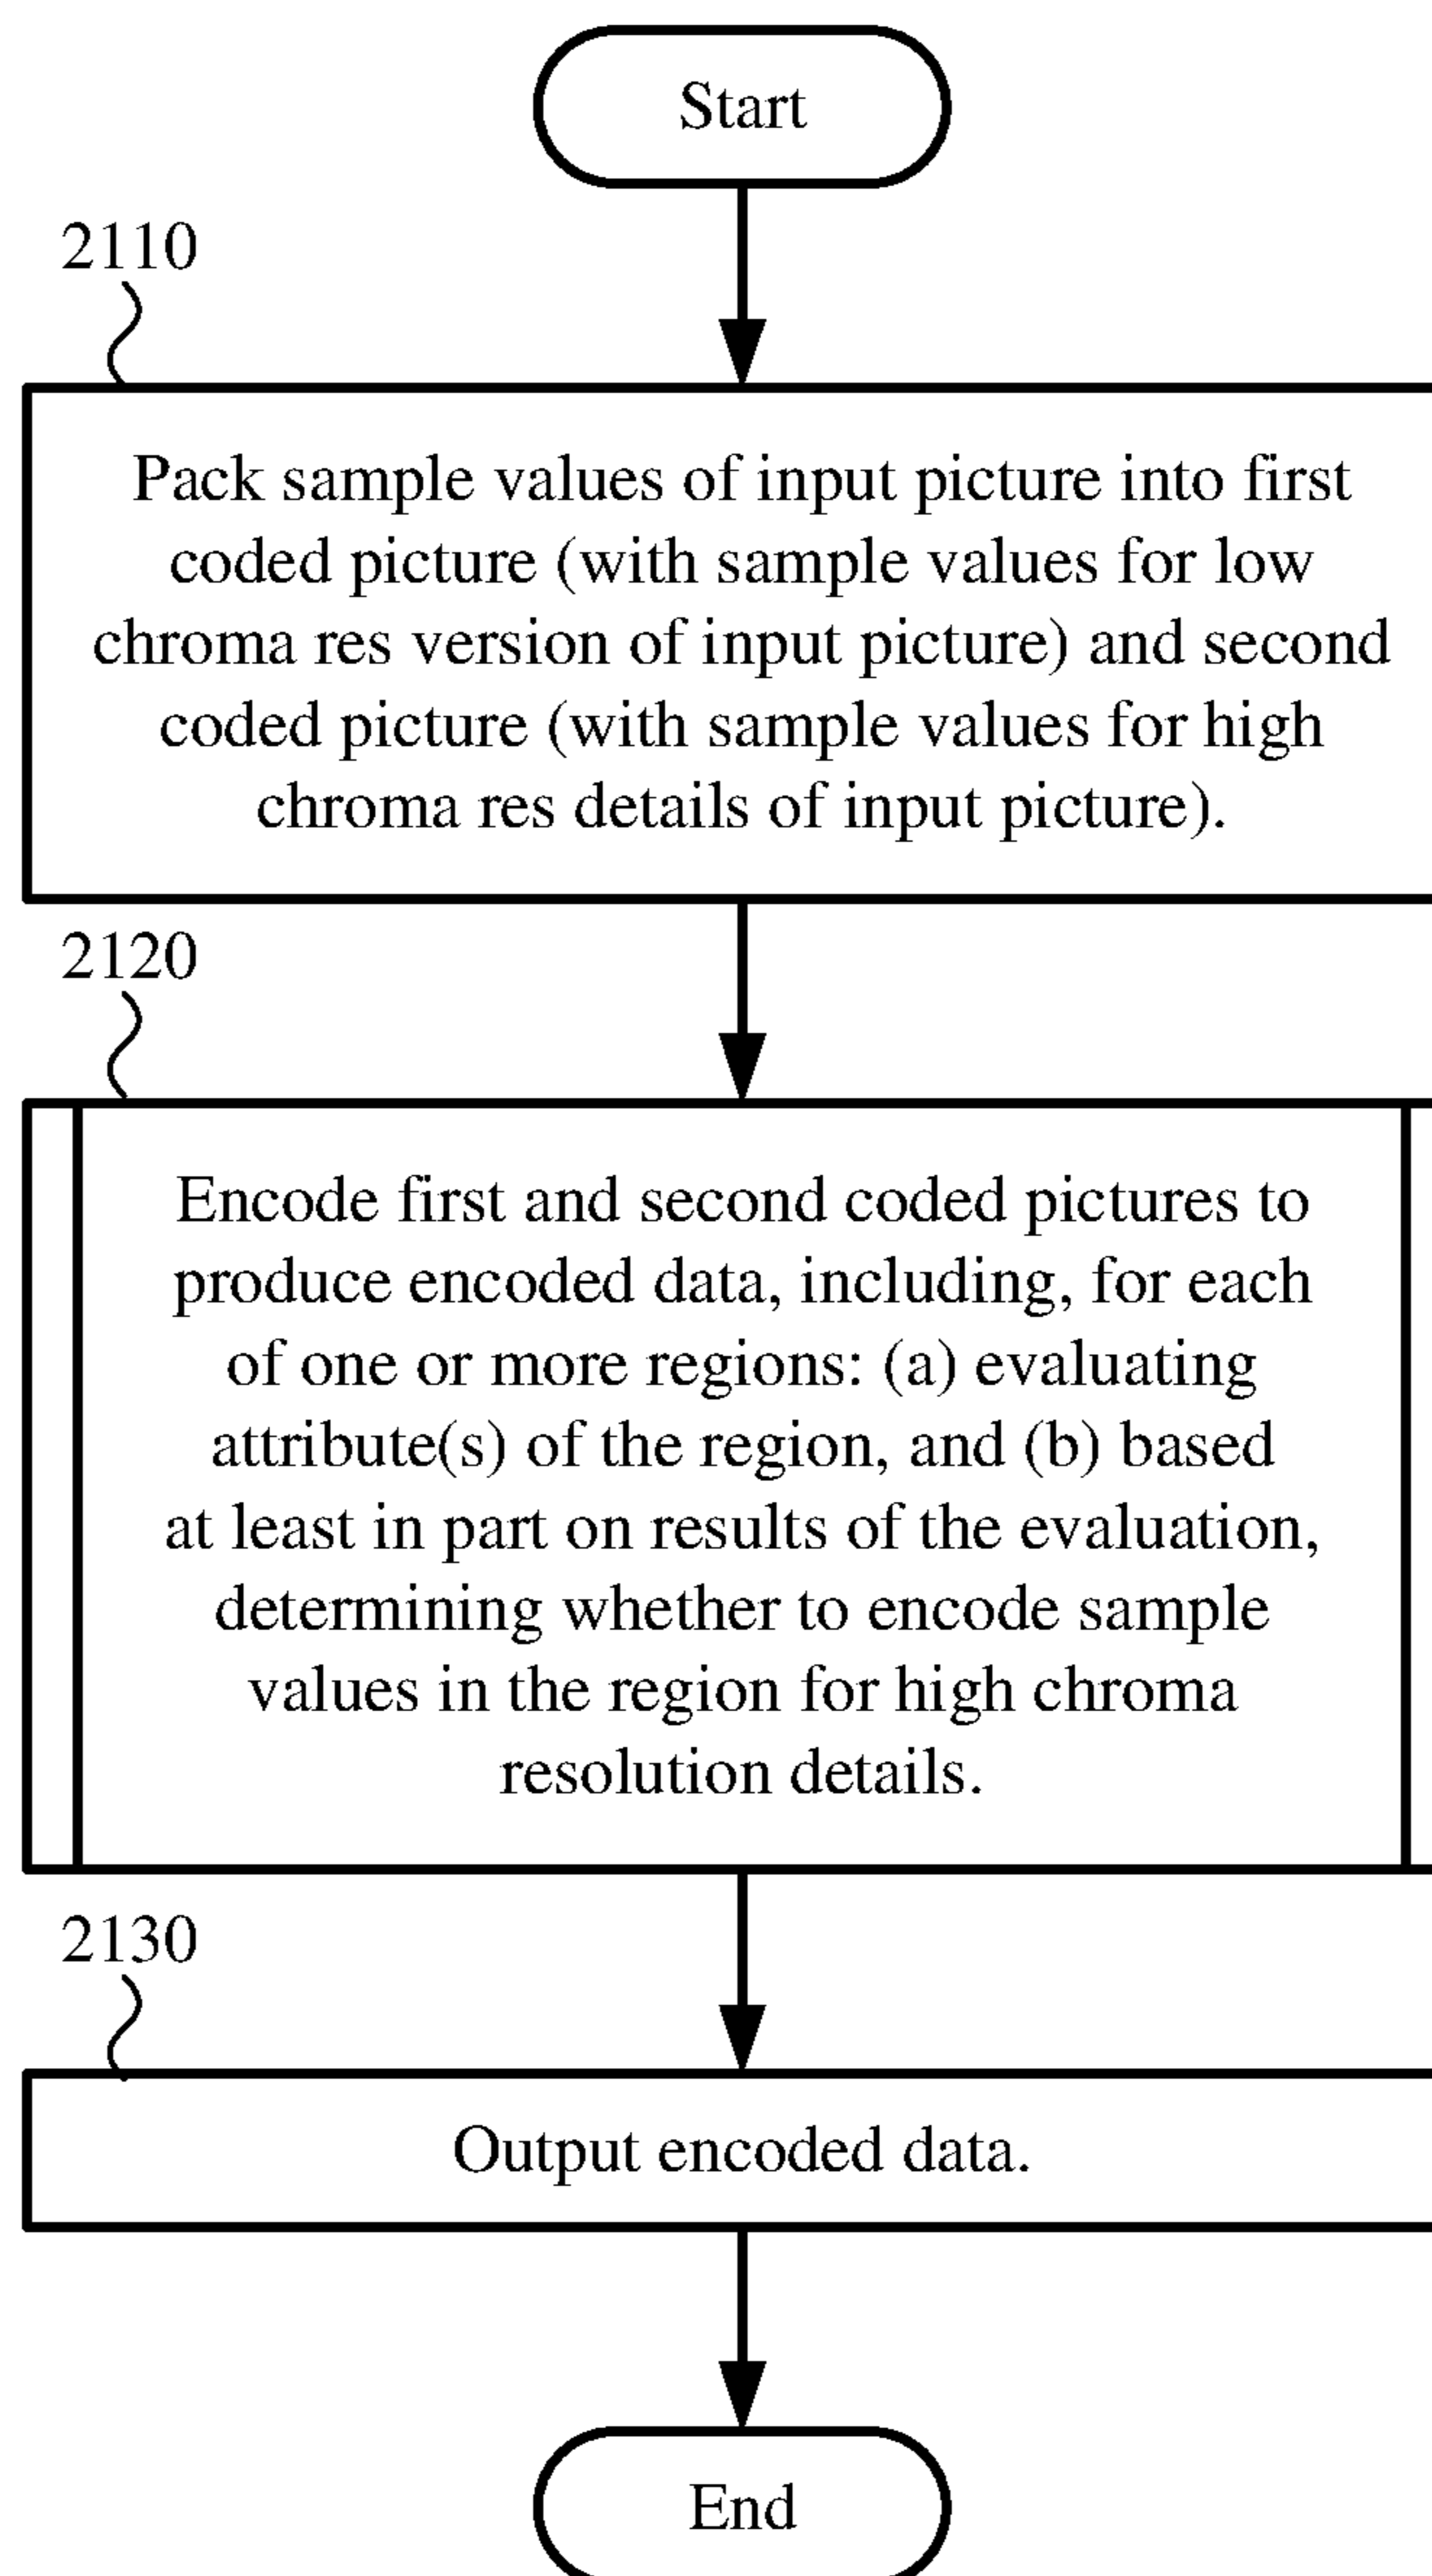 Start
2110
Pack sample values of input picture into first
coded picture (with sample values for low
chroma res version of input picture) and second
coded picture (with sample values for high
chroma res details of input picture).
2120
Encode first and second coded pictures to
produce encoded data, including, for each
of one or more regions: (a) evaluating
attribute(s) of the region, and (b) based
at least in part on results of the evaluation,
determining whether to encode sample
values in the region for high chroma
resolution details.
2130
Output encoded data.
End